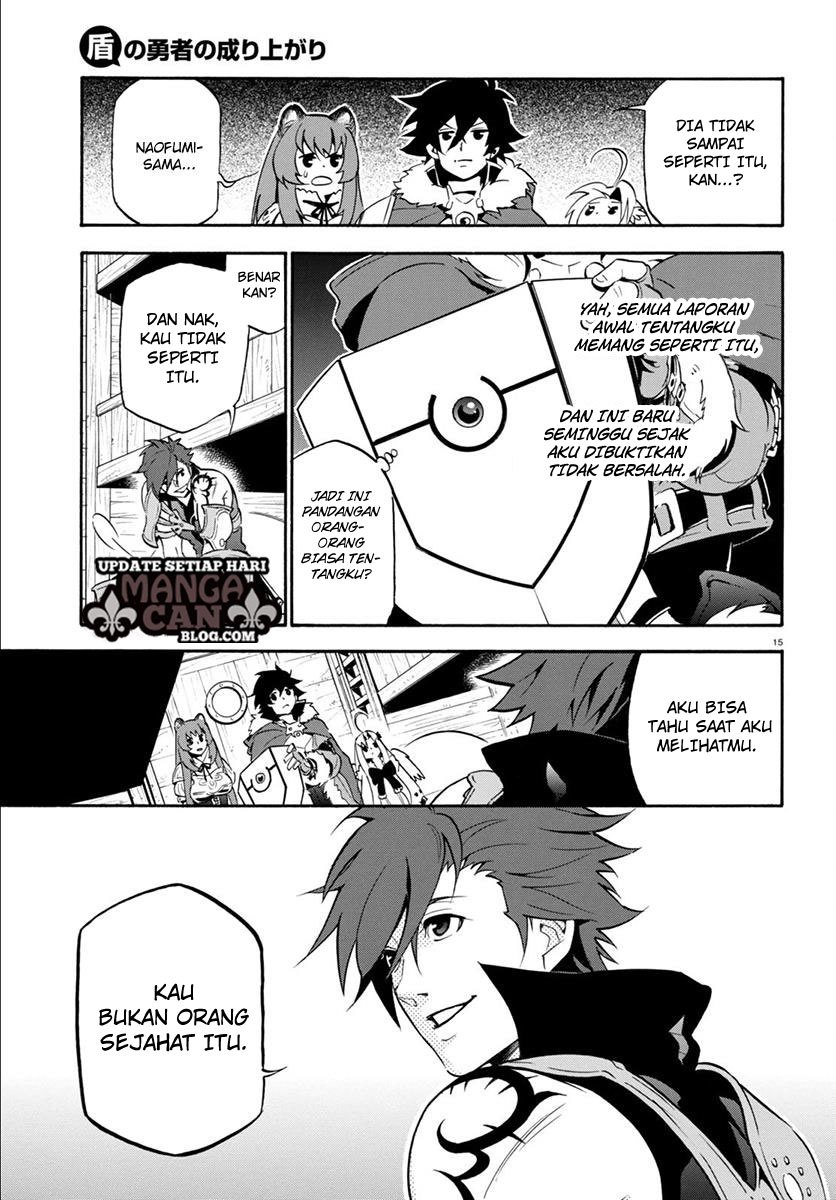 盾の勇者の成り上がり
DIA TIDAK
SAMPAI
SEPERTI ITU,
KAN...?
NAOFUMI-
SAMA...
YAH, SEMUA LAPORAN
AWAL TENTANGKU
MEMANG SEPERTI ITU,
DAN INI BARU
SEMINGGU SEJAK
AKU DIBUKTIKAN
TIDAK BERSALAH.
JADI INI
PANDANGAN
ORANG-
ORANG
BIASA TEN-
TANGKU?
BENAR
KAN?
DAN NAK,
KAU TIDAK
SEPERTI
ITU.
UPDATE SETIAP HARI
MANGA
CAN
BLOG.COM
15
AKU BISA
TAHU SAAT AKU
MELIHATMU.
KAU
BUKAN ORANG
SEJAHAT ITU.